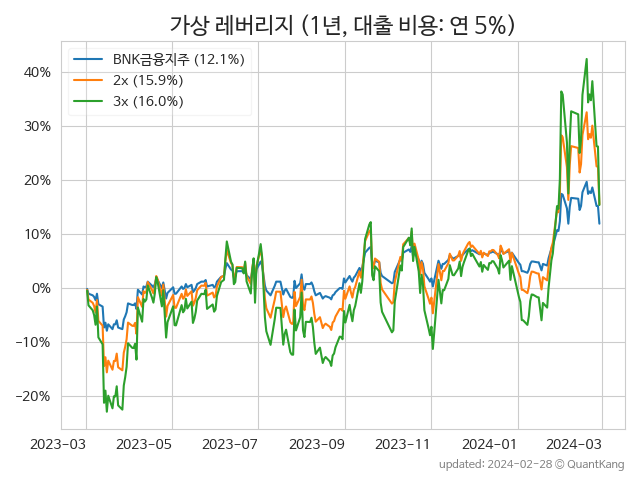 가상 레버리지 (1년, 대출 비용: 연 5%)
BNK금융지주 (12.1%)
2x (15.9%)
3x (16.0%)
40%
30%
20%
10%
0%
−10%
−20%
2023-03 2023-05 2023-07 2023-09 2023-11 2024-01 2024-03
updated: 2024-02-28 ⓒ QuantKang